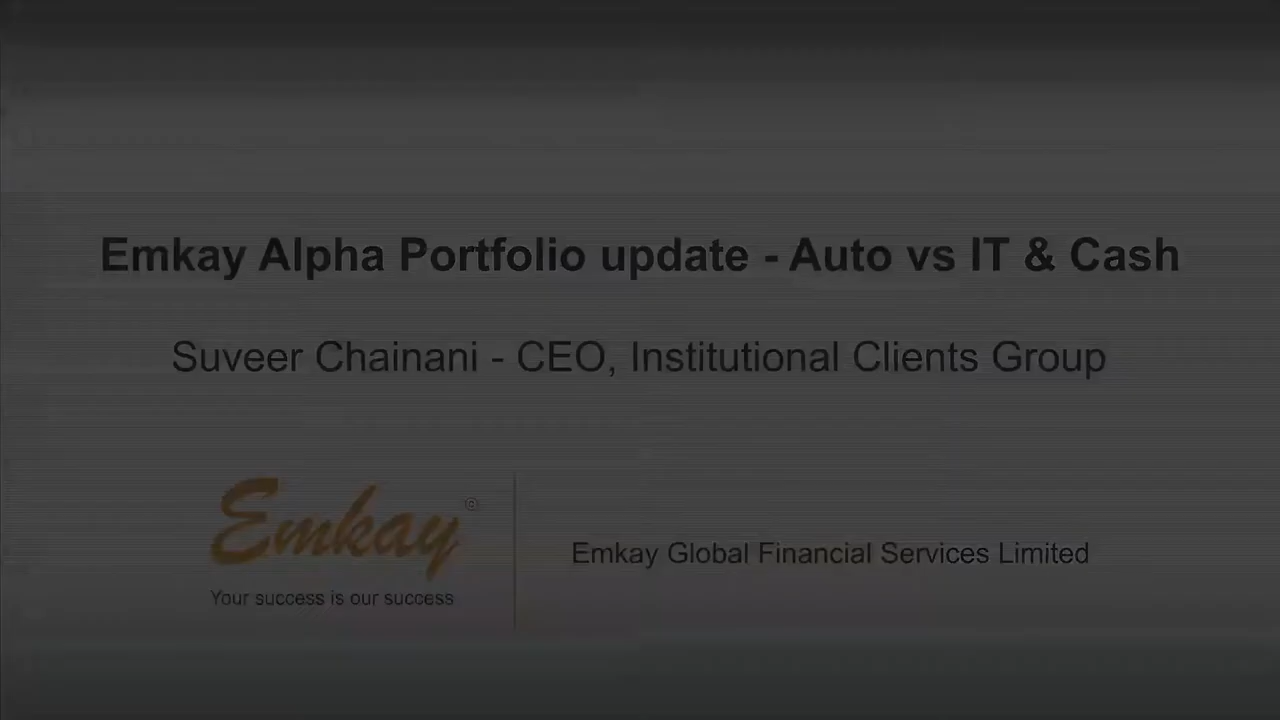 Emkay Alpha Portfolio update - Auto vs IT & Cash
Suveer Chainani - CEO, Institutional Clients Group
Emkay ©
Your success is our success
Emkay Global Financial Services Limited